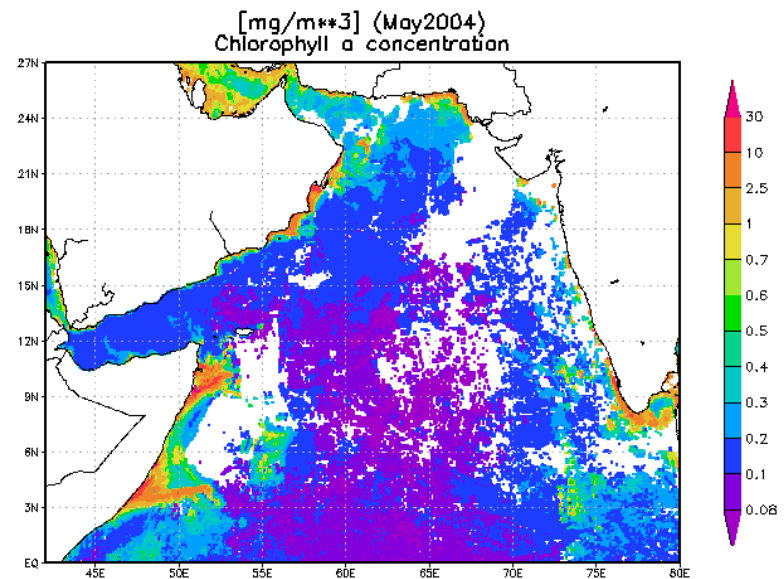 [mg/m**3] (May2004)
Chlorophyll a concentration
27N
24N
21N
18N
15N
12N
9N
6N
3N
EQ
45E 50E 55E 60E 65E 70E 75E 80E
30
10
2.5
1
0.7
0.6
0.5
0.4
0.3
0.2
0.1
0.08